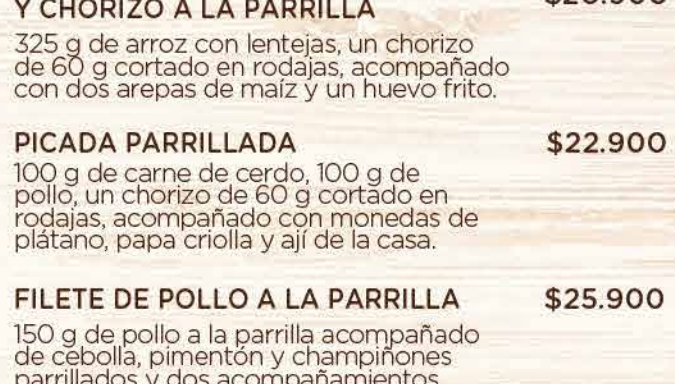 Y CHORIZO A LA PARRILLA
325 g de arroz con lentejas, un chorizo
de 60 g cortado en rodajas, acompañado
con dos arepas de maíz y un huevo frito.
PICADA PARRILLADA $22.900
100 g de carne de cerdo, 100 g de
pollo, un chorizo de 60 g cortado en
rodajas, acompañado con monedas de
plátano, papa criolla y ají de la casa.
FILETE DE POLLO A LA PARRILLA $25.900
150 g de pollo a la parrilla acompañado
de cebolla, pimentón y champiñones
parrillados y dos acompañamientos